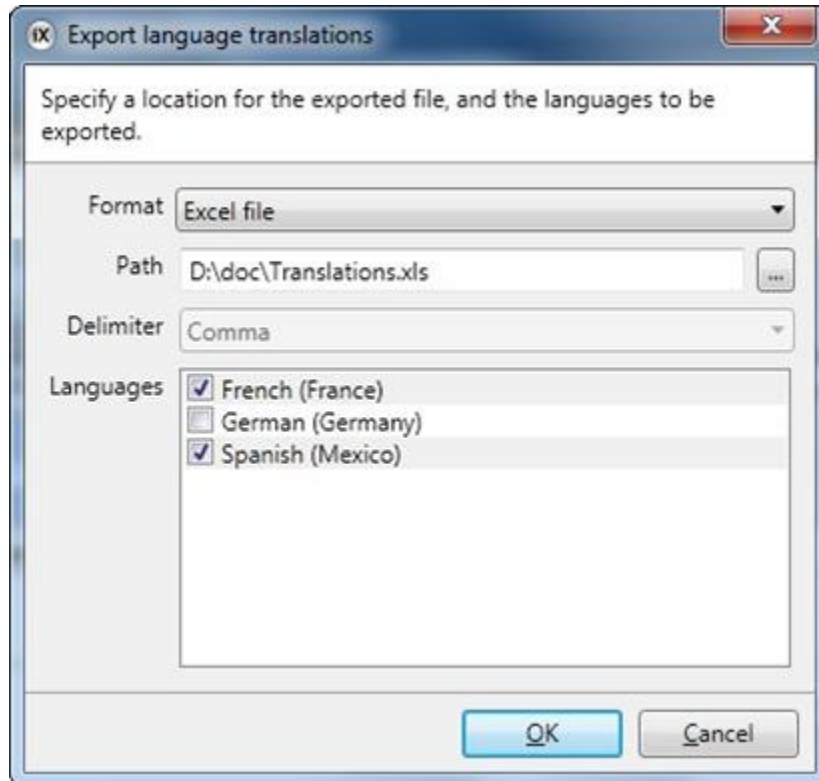 iX Export language translations
Specify a location for the exported file, and the languages to be
exported.
Format Excel file
Path D:\doc\Translations.xls ...
Delimiter Comma
Languages French (France)
German (Germany)
Spanish (Mexico)
OK Cancel